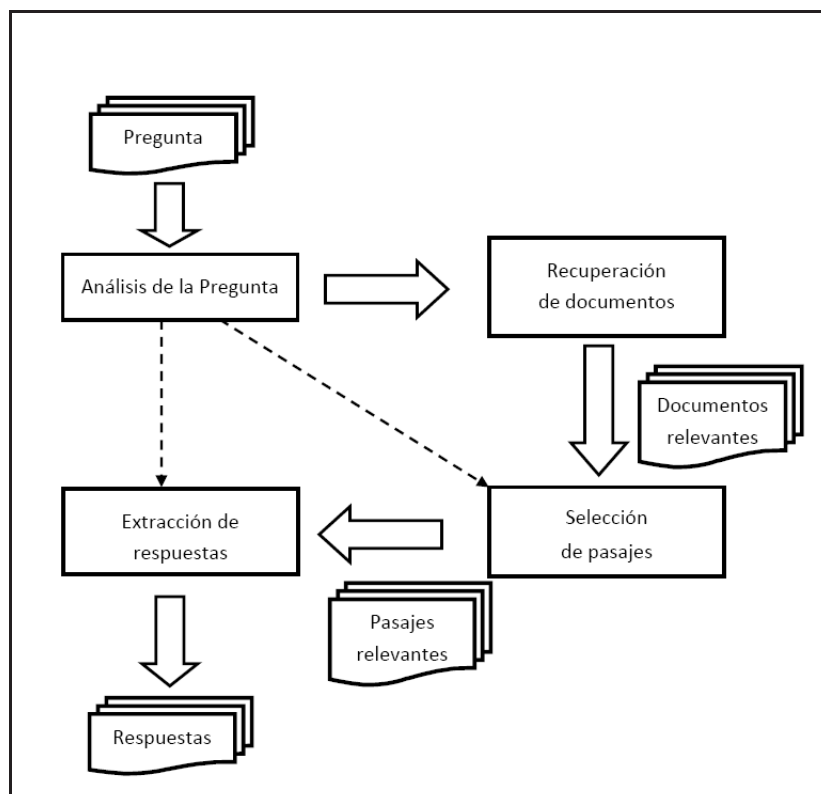 Pregunta
Análisis de la Pregunta
Recuperación
de documentos
Documentos
relevantes
Selección
de pasajes
Extracción de
respuestas
Pasajes
relevantes
Respuestas